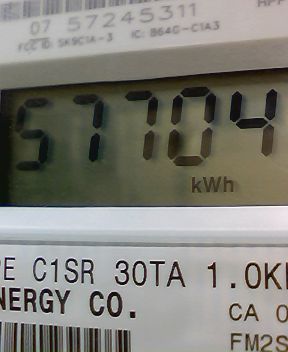 07 57245311
FCC ID: SK9C1A-3 IC: 864G-C1A3
57704
kWh
PE C1SR 30TA 1.0K
NERGY CO.
CA 0
FM2S